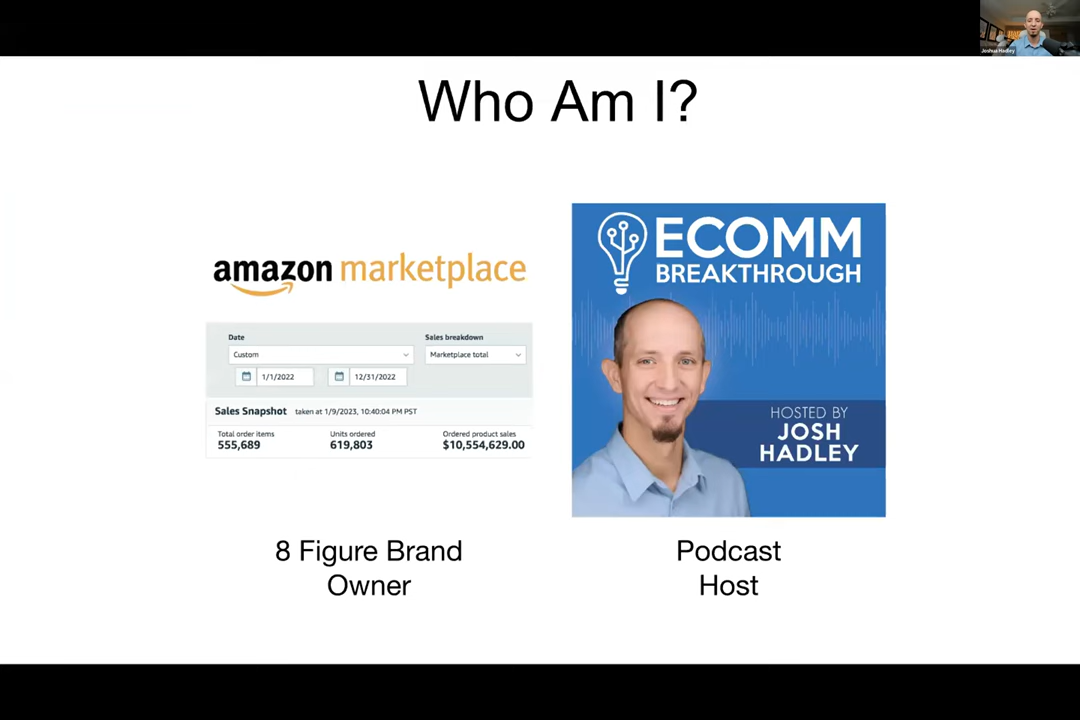 Joshua Hadley
Who Am I?
amazon marketplace
Date
Sales breakdown
Custom
Marketplace total
1/1/2022
12/31/2022
Sales Snapshot taken at 1/9/2023, 10:40:04 PM PST
Total order items
555,689
Units ordered
619,803
Ordered product sales
$10,554,629.00
8 Figure Brand
Owner
ECOMM
BREAKTHROUGH
HOSTED BY
JOSH
HADLEY
Podcast
Host